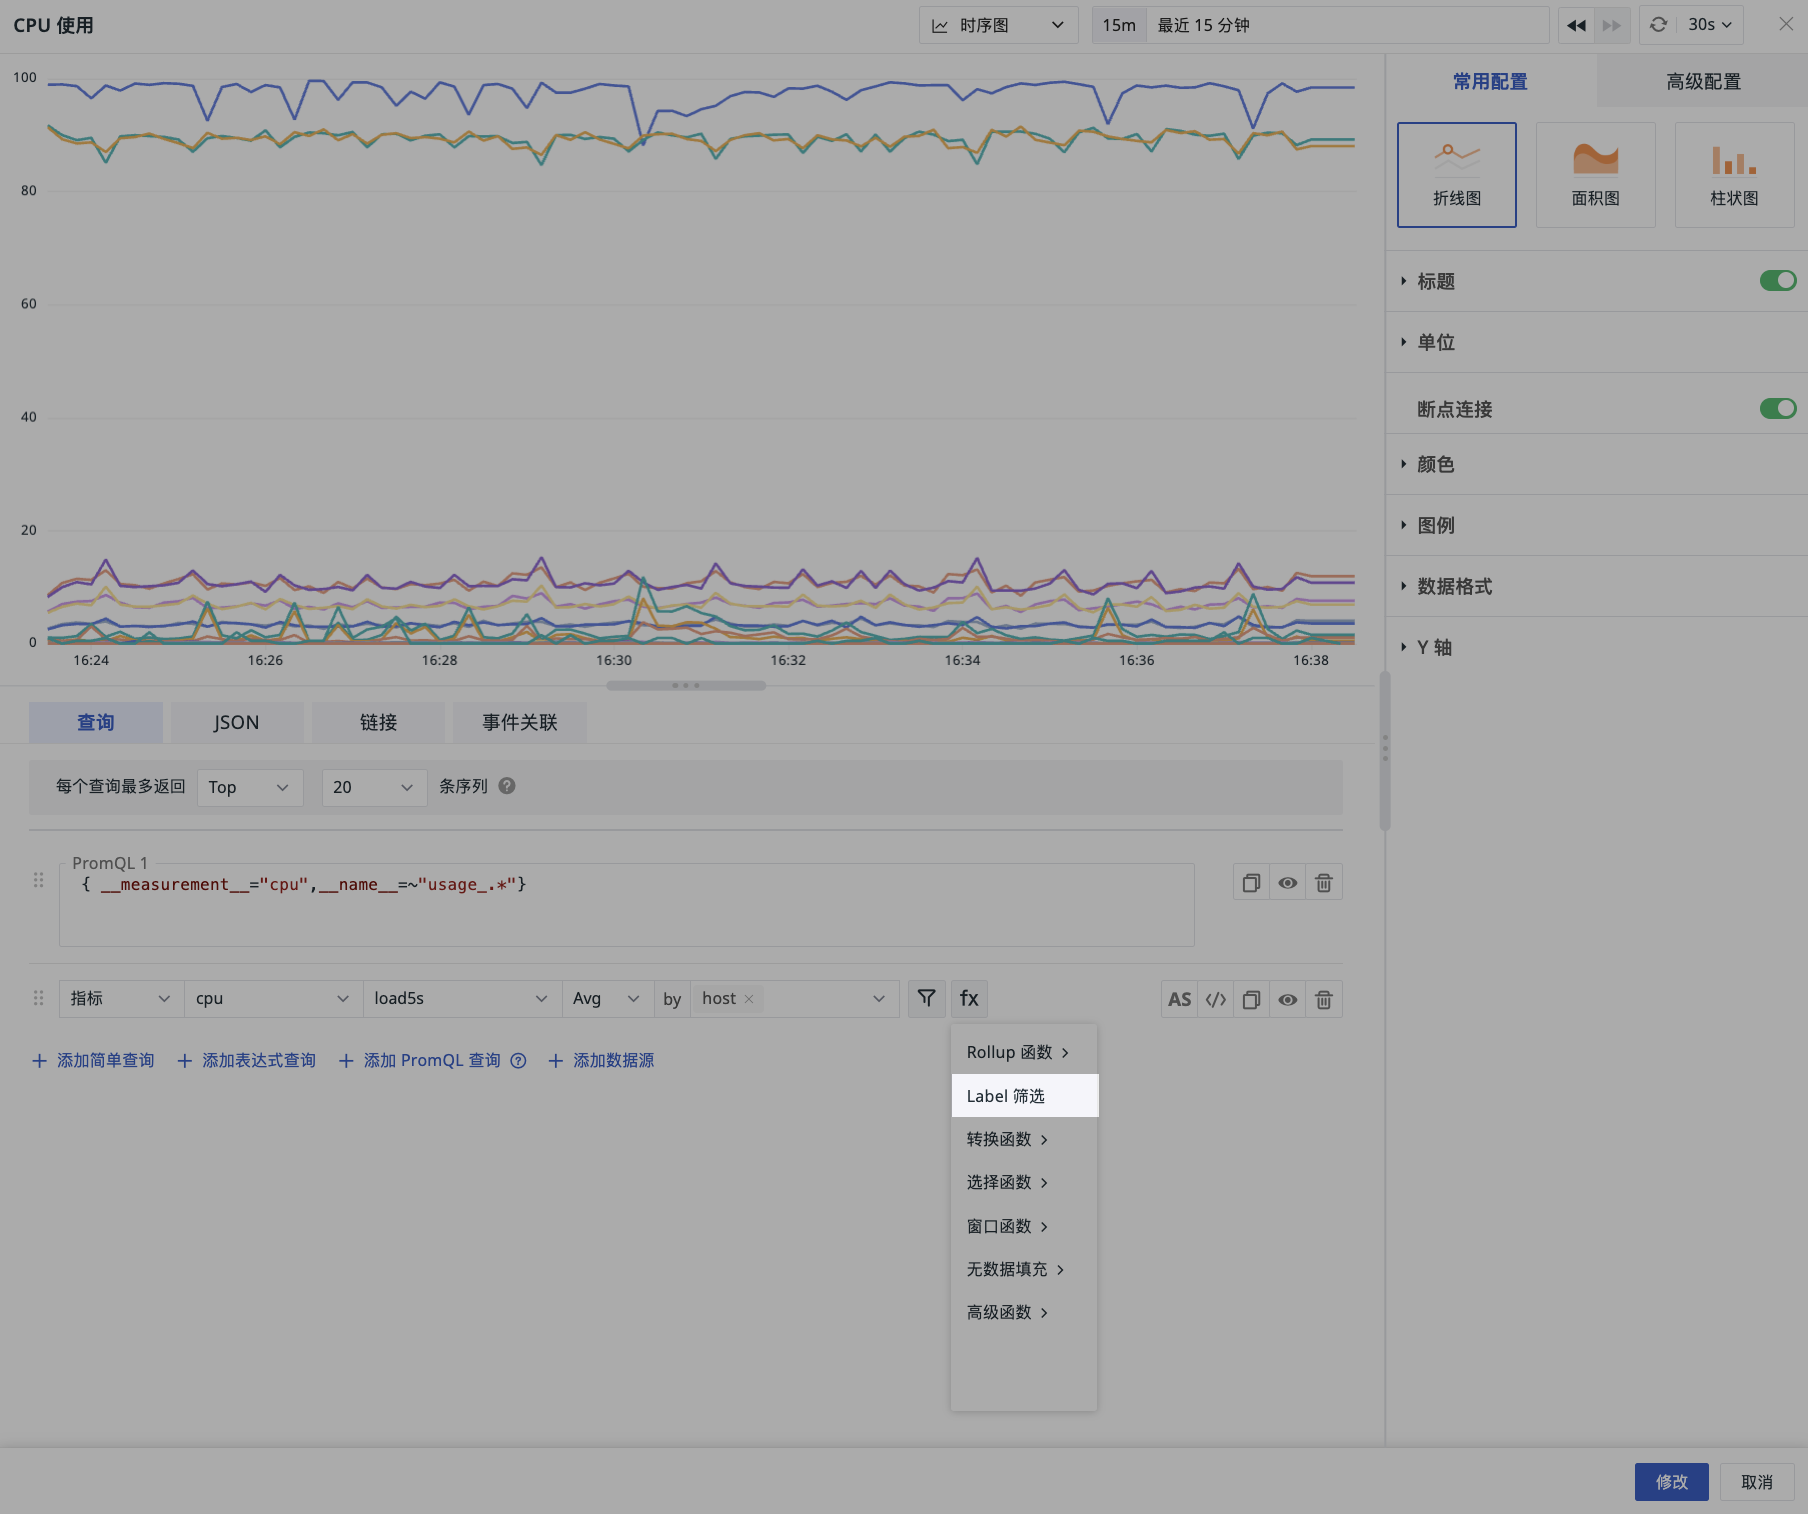 CPU 使用
时序图
15m 最近 15 分钟
30s
100
80
60
40
20
0
16:24 16:26 16:28 16:30 16:32 16:34 16:36 16:38
常用配置 高级配置
折线图 面积图 柱状图
标题
单位
断点连接
颜色
图例
数据格式
Y 轴
查询 JSON 链接 事件关联
每个查询最多返回 Top 20 条序列 ?
PromQL 1
{ __measurement__="cpu",__name__=~"usage_.*"}
指标 cpu load5s Avg by host × fx AS </>
+ 添加简单查询 + 添加表达式查询 + 添加 PromQL 查询 ? + 添加数据源
Rollup 函数 >
Label 筛选
转换函数 >
选择函数 >
窗口函数 >
无数据填充 >
高级函数 >
修改 取消